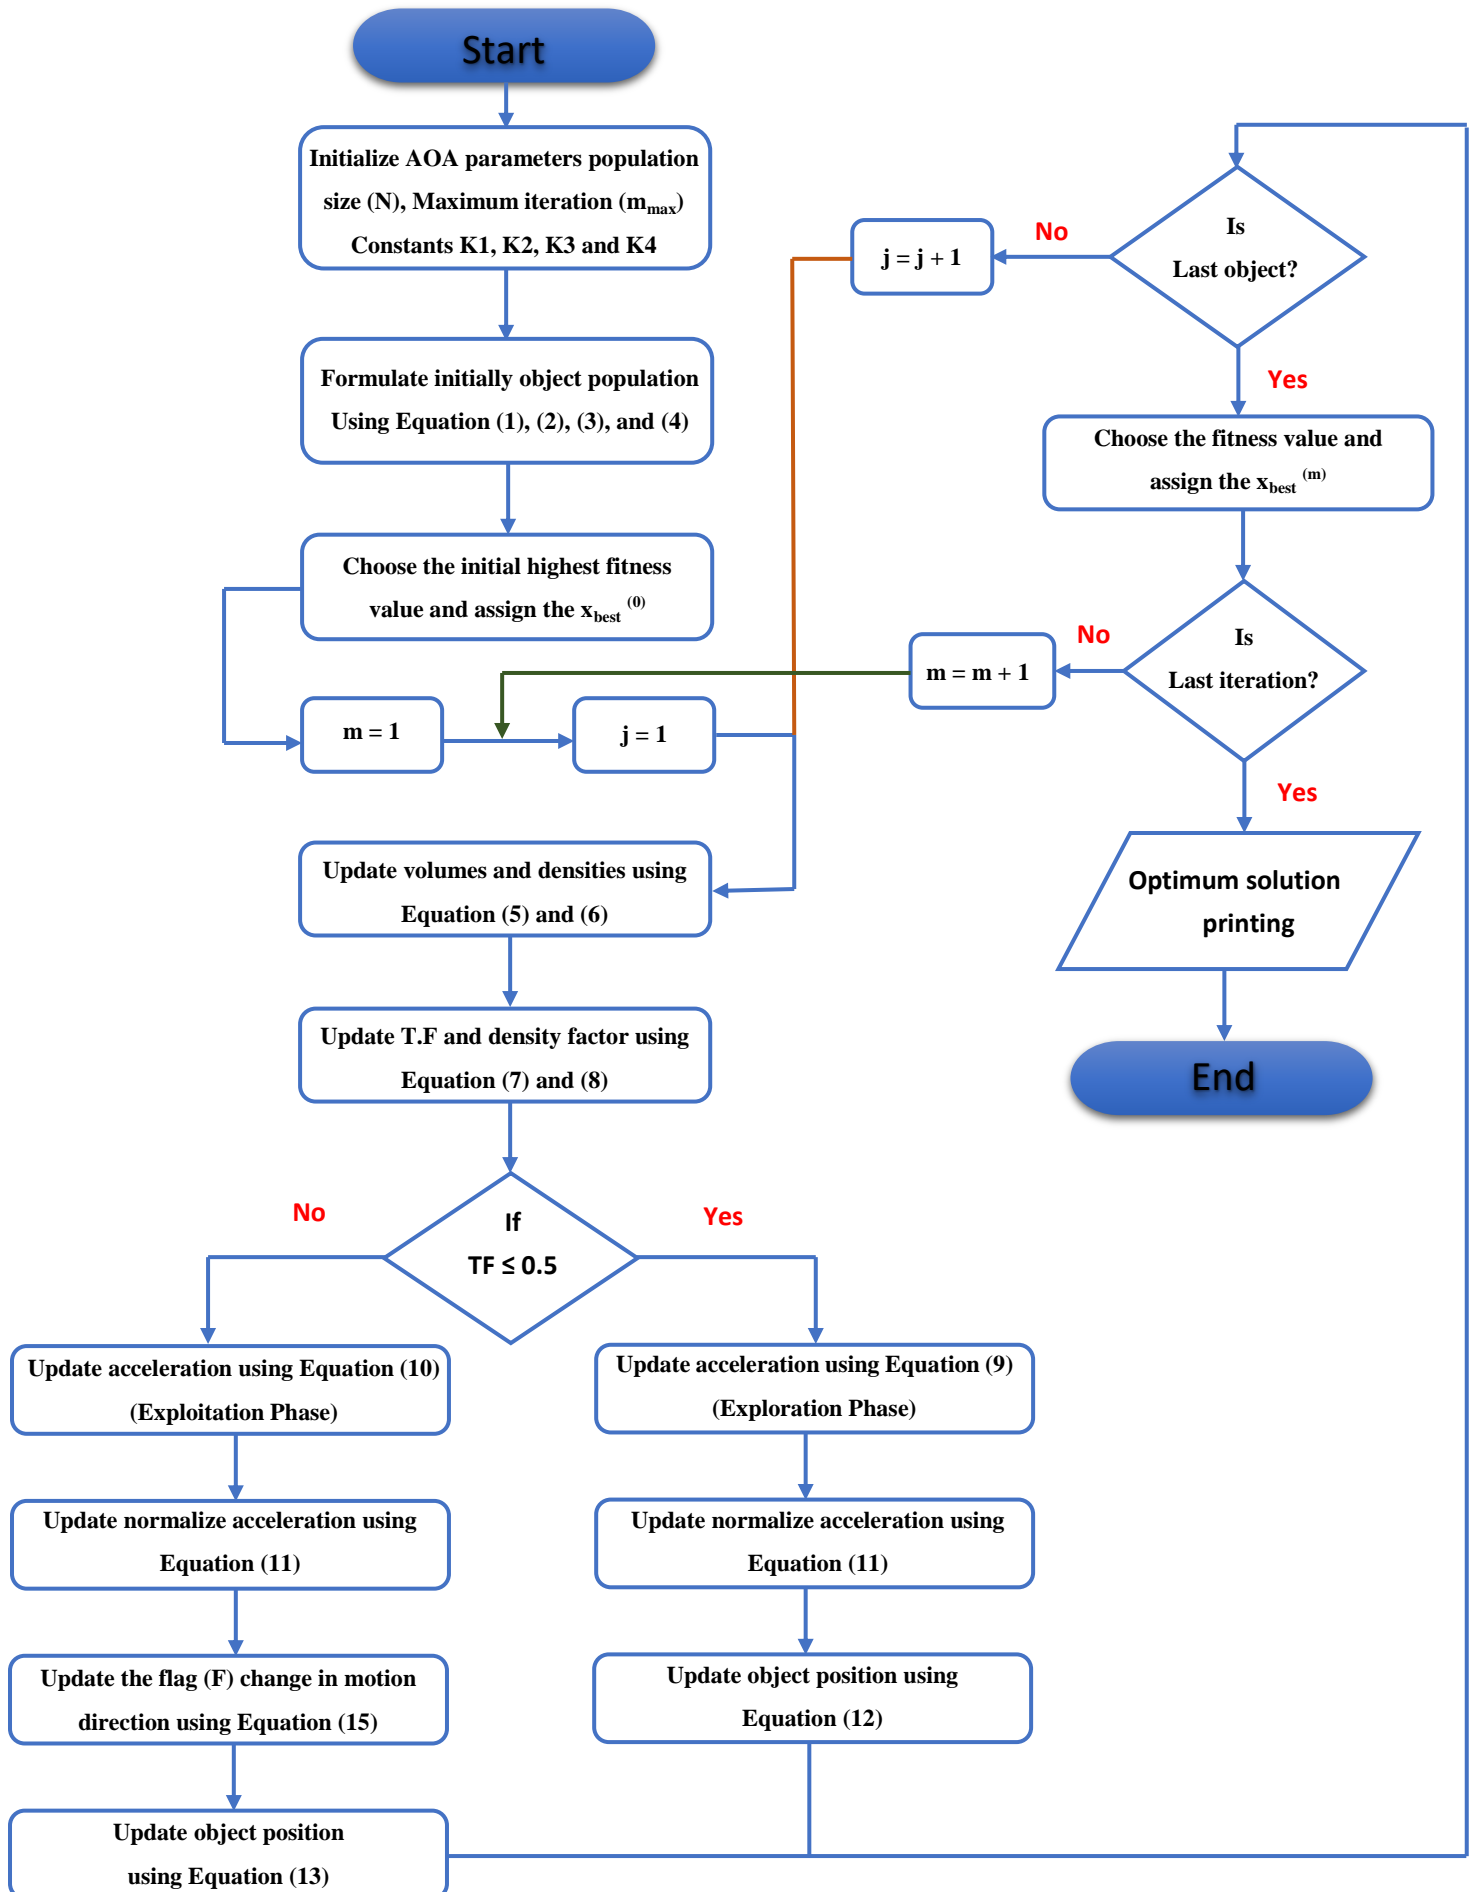 Start
Initialize AOA parameters population
size (N), Maximum iteration (mmax)
Constants K1, K2, K3 and K4
Formulate initially object population
Using Equation (1), (2), (3), and (4)
Choose the initial highest fitness
value and assign the xbest (0)
m = 1
j = 1
Update volumes and densities using
Equation (5) and (6)
Update T.F and density factor using
Equation (7) and (8)
If
TF ≤ 0.5
No
Yes
Update acceleration using Equation (10)
(Exploitation Phase)
Update normalize acceleration using
Equation (11)
Update the flag (F) change in motion
direction using Equation (15)
Update object position
using Equation (13)
Update acceleration using Equation (9)
(Exploration Phase)
Update normalize acceleration using
Equation (11)
Update object position using
Equation (12)
Is
Last object?
No
j = j + 1
Yes
Choose the fitness value and
assign the xbest (m)
Is
Last iteration?
No
m = m + 1
Yes
Optimum solution
printing
End